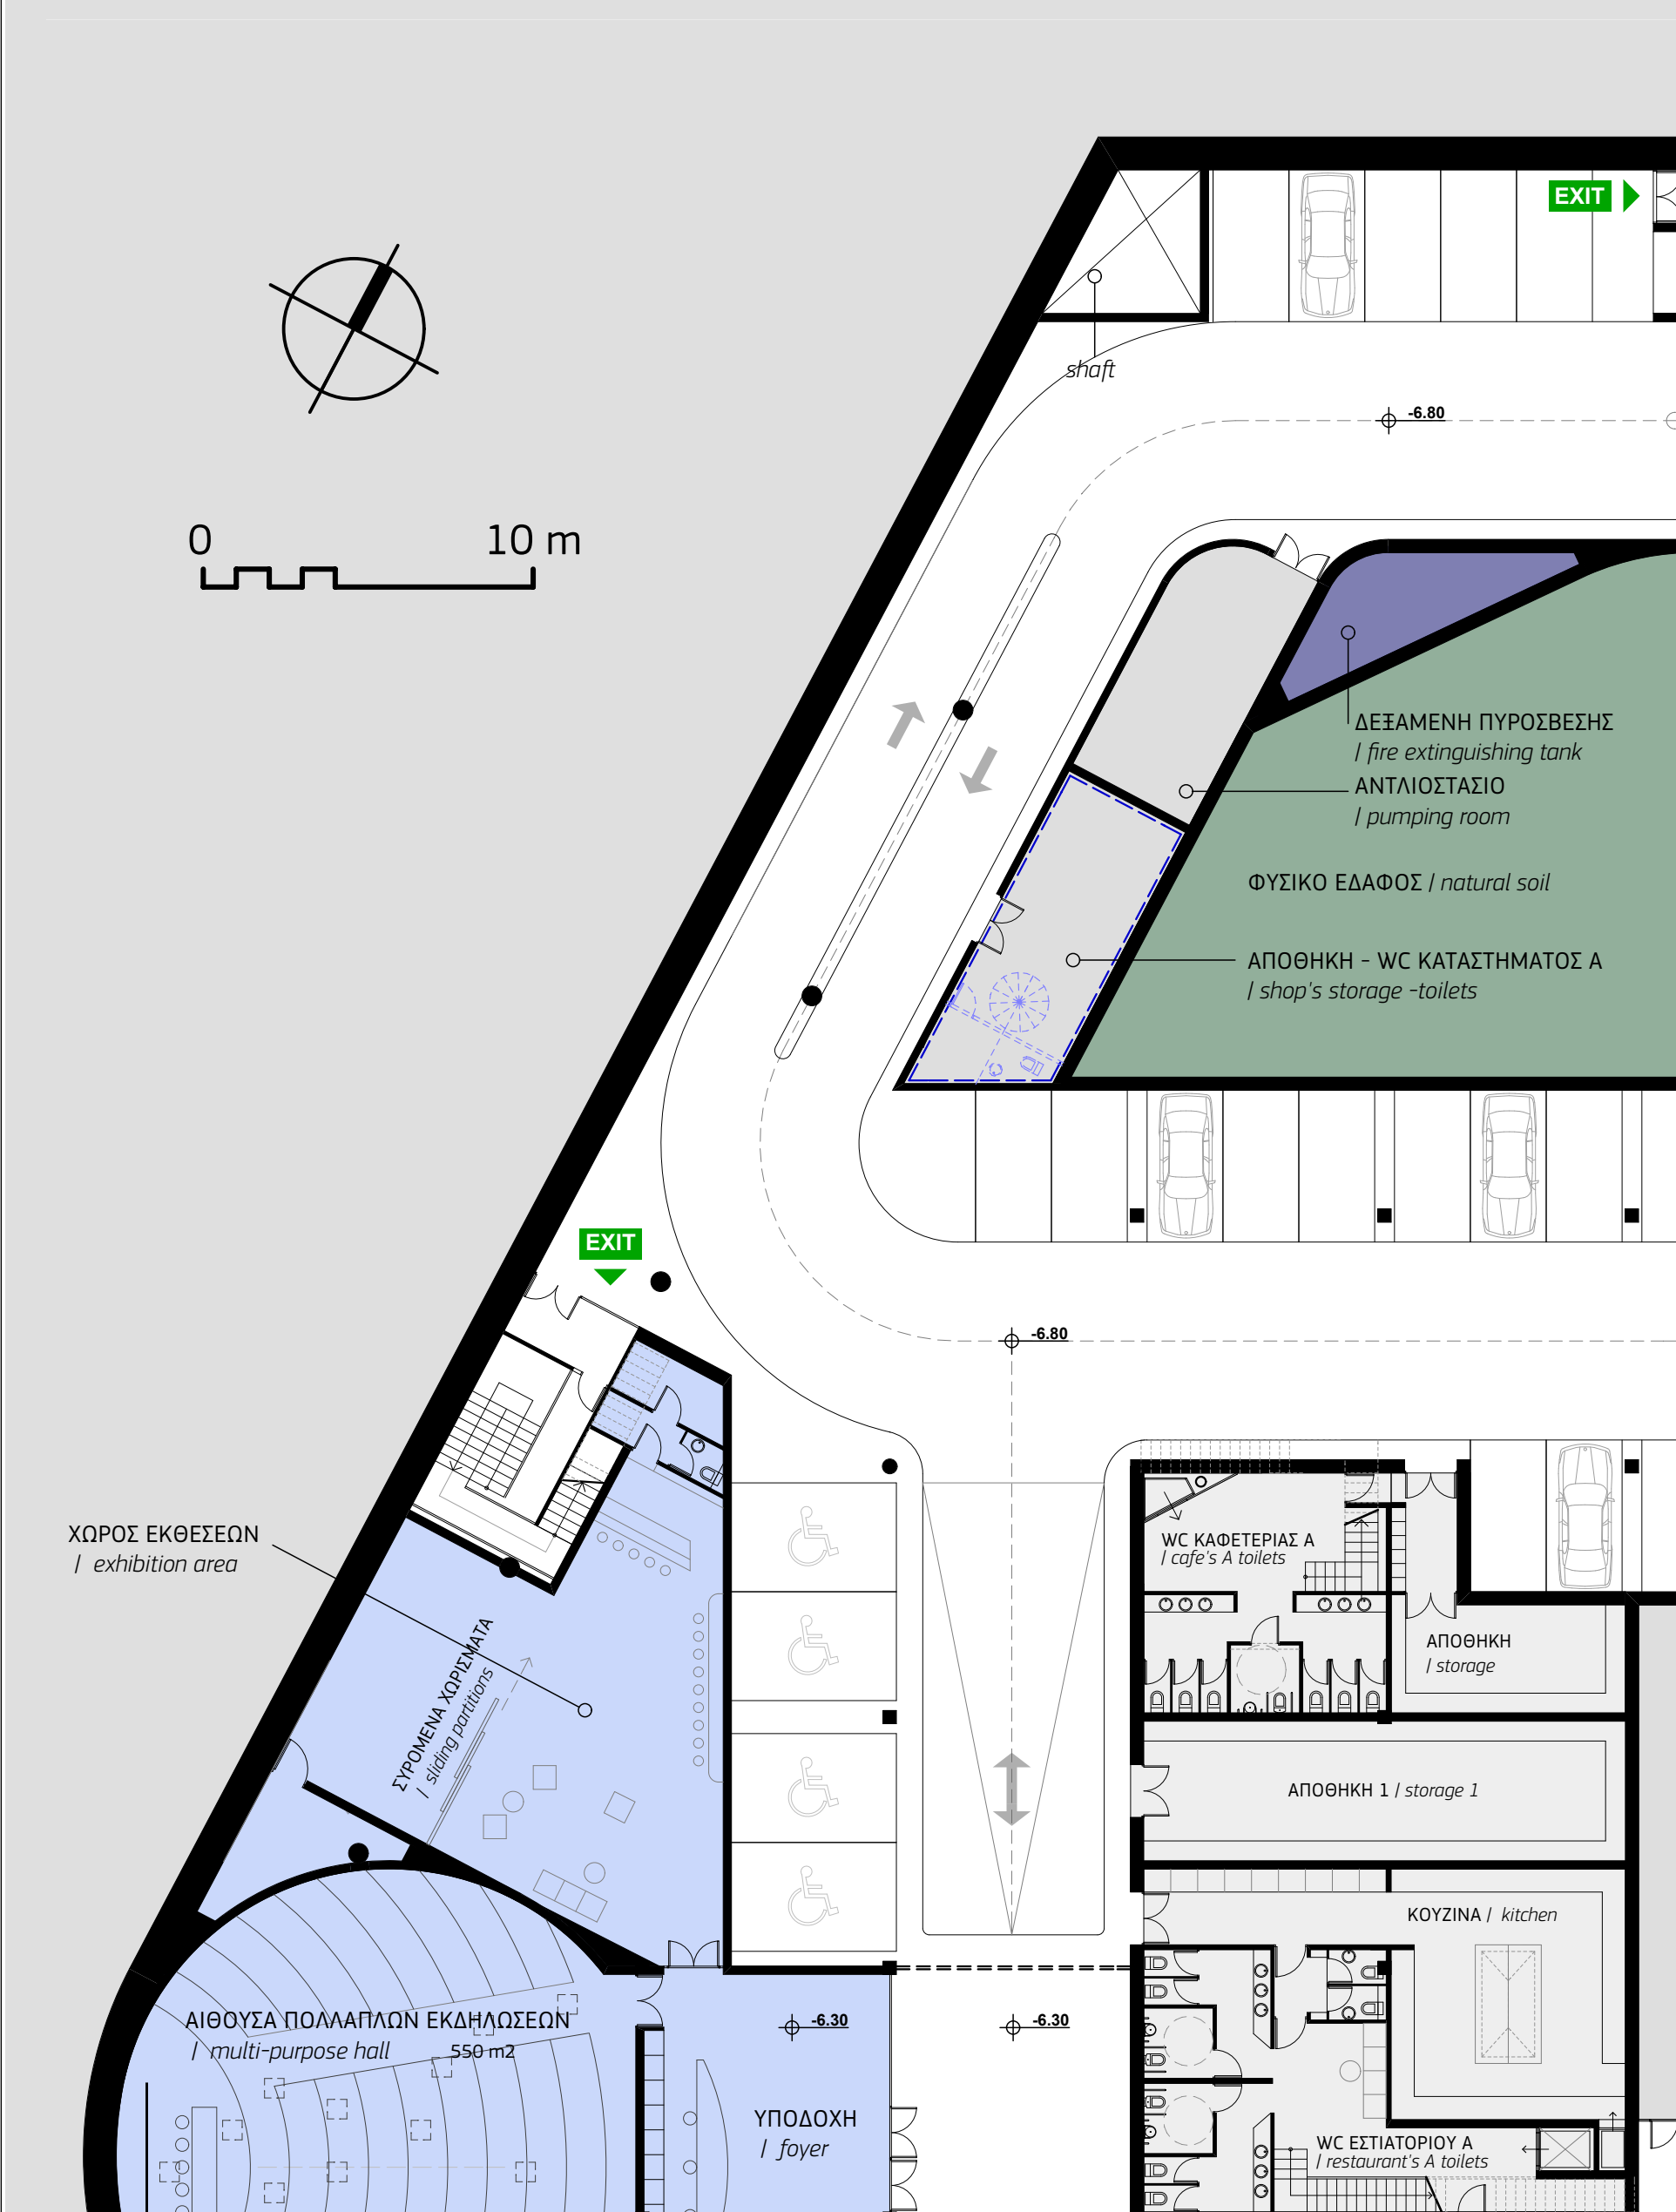 EXIT
shaft
-6.80
0 10 m
ΔΕΞΑΜΕΝΗ ΠΥΡΟΣΒΕΣΗΣ
/ fire extinguishing tank
ΑΝΤΛΙΟΣΤΑΣΙΟ
/ pumping room
ΦΥΣΙΚΟ ΕΔΑΦΟΣ / natural soil
ΑΠΟΘΗΚΗ - WC ΚΑΤΑΣΤΗΜΑΤΟΣ Α
/ shop's storage -toilets
EXIT
-6.80
ΧΩΡΟΣ ΕΚΘΕΣΕΩΝ
/ exhibition area
WC ΚΑΦΕΤΕΡΙΑΣ Α
/ cafe's A toilets
ΣΥΡΟΜΕΝΑ ΧΩΡΙΣΜΑΤΑ
/ sliding partitions
ΑΠΟΘΗΚΗ
/ storage
ΑΠΟΘΗΚΗ 1 / storage 1
ΚΟΥΖΙΝΑ / kitchen
ΑΙΘΟΥΣΑ ΠΟΛΛΑΠΛΩΝ ΕΚΔΗΛΩΣΕΩΝ
/ multi-purpose hall 550 m2
-6.30
-6.30
ΥΠΟΔΟΧΗ
/ foyer
WC ΕΣΤΙΑΤΟΡΙΟΥ Α
/ restaurant's A toilets